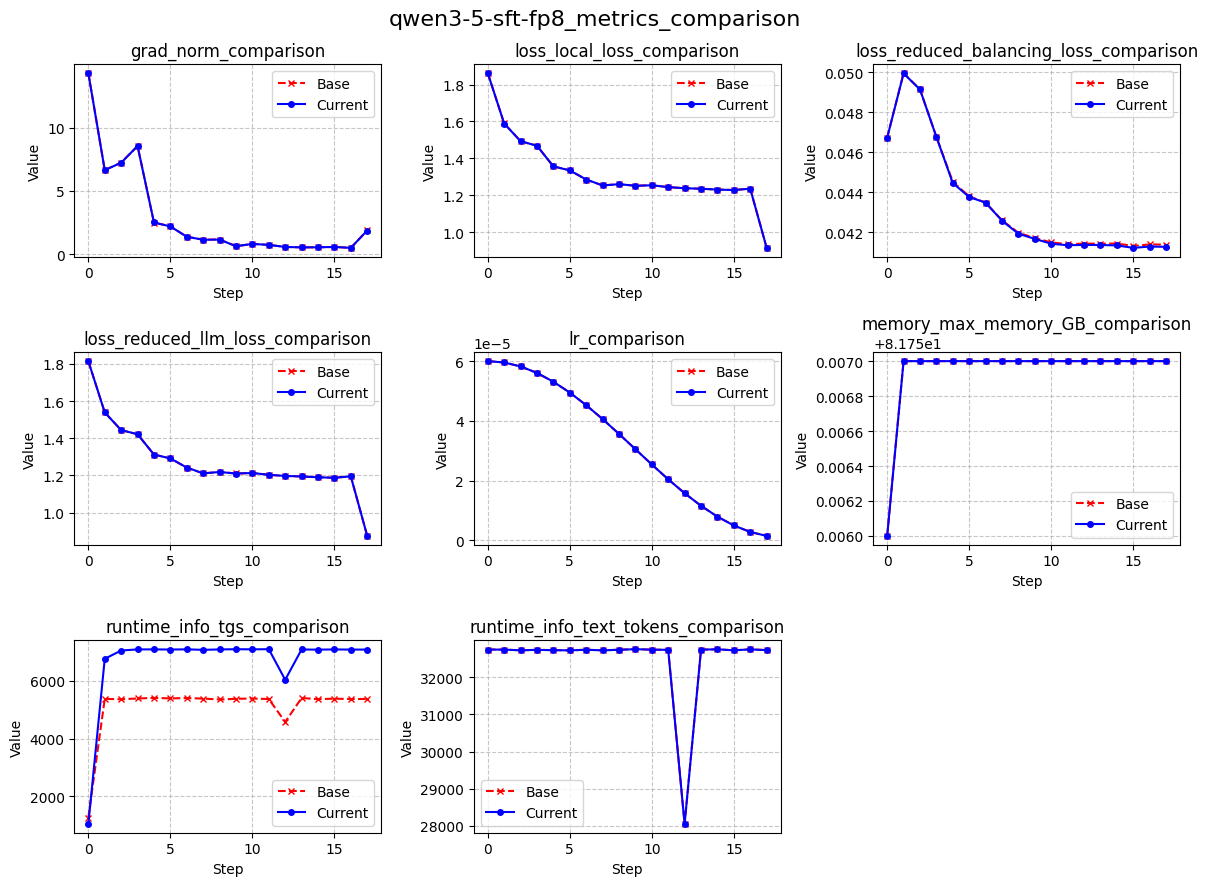 qwen3-5-sft-fp8_metrics_comparison
grad_norm_comparison
10
5
0
Value
0 5 10 15
Step
Base
Current
loss_local_loss_comparison
1.8
1.6
1.4
1.2
1.0
Value
0 5 10 15
Step
Base
Current
loss_reduced_balancing_loss_comparison
0.050
0.048
0.046
0.044
0.042
Value
0 5 10 15
Step
Base
Current
loss_reduced_llm_loss_comparison
1.8
1.6
1.4
1.2
1.0
Value
0 5 10 15
Step
Base
Current
lr_comparison
1e−5
6
4
2
0
Value
0 5 10 15
Step
Base
Current
memory_max_memory_GB_comparison
+8.175e1
0.0070
0.0068
0.0066
0.0064
0.0062
0.0060
Value
0 5 10 15
Step
Base
Current
runtime_info_tgs_comparison
6000
4000
2000
Value
0 5 10 15
Step
Base
Current
runtime_info_text_tokens_comparison
32000
31000
30000
29000
28000
Value
0 5 10 15
Step
Base
Current